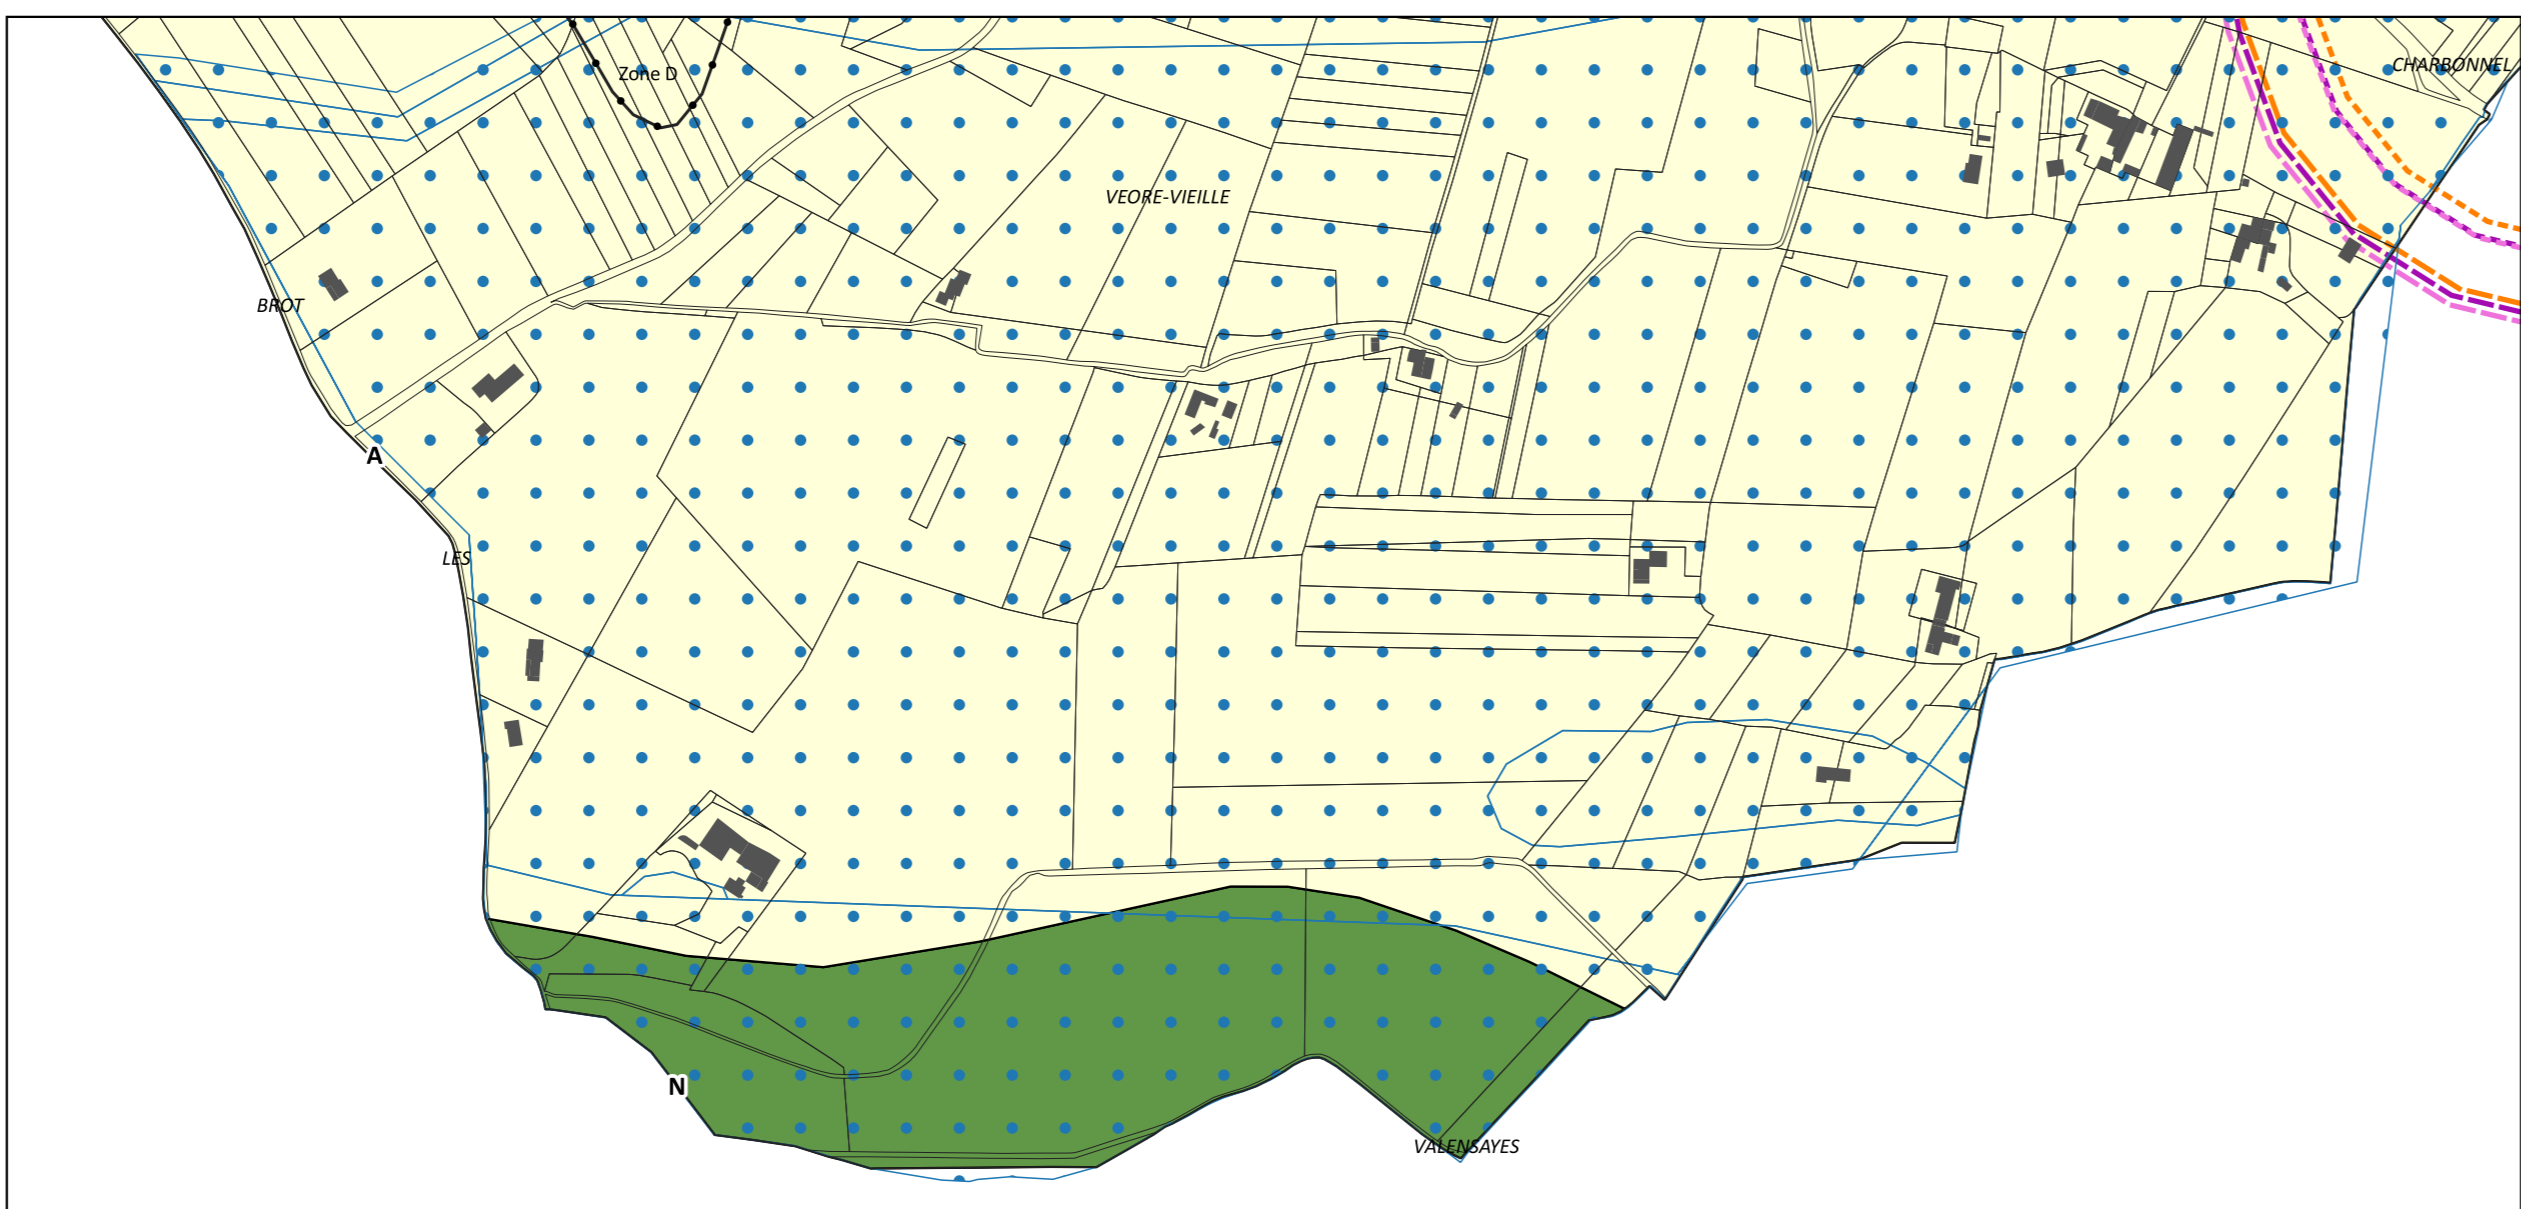 CHARBONNEL
Zone D
VEORE-VIEILLE
BROT
A
LES
N
VALENSAYES